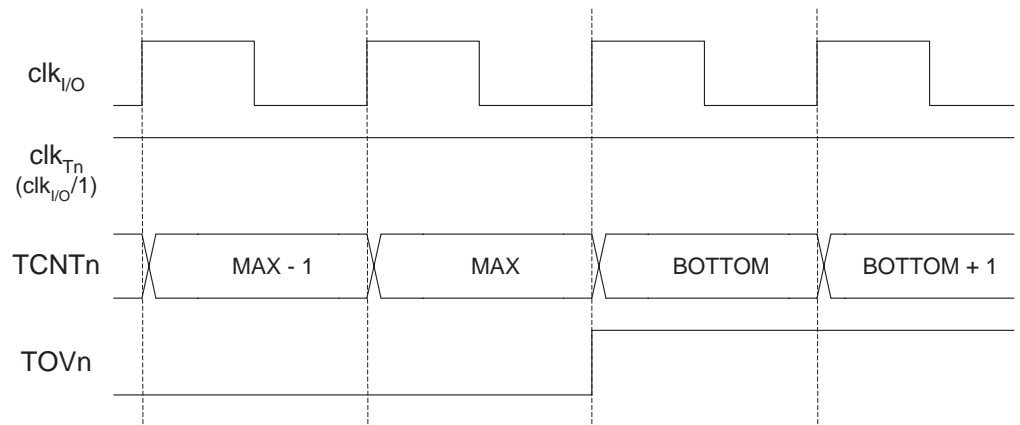 clkI/O
clkTn
(clkI/O/1)
TCNTn
MAX - 1
MAX
BOTTOM
BOTTOM + 1
TOVn